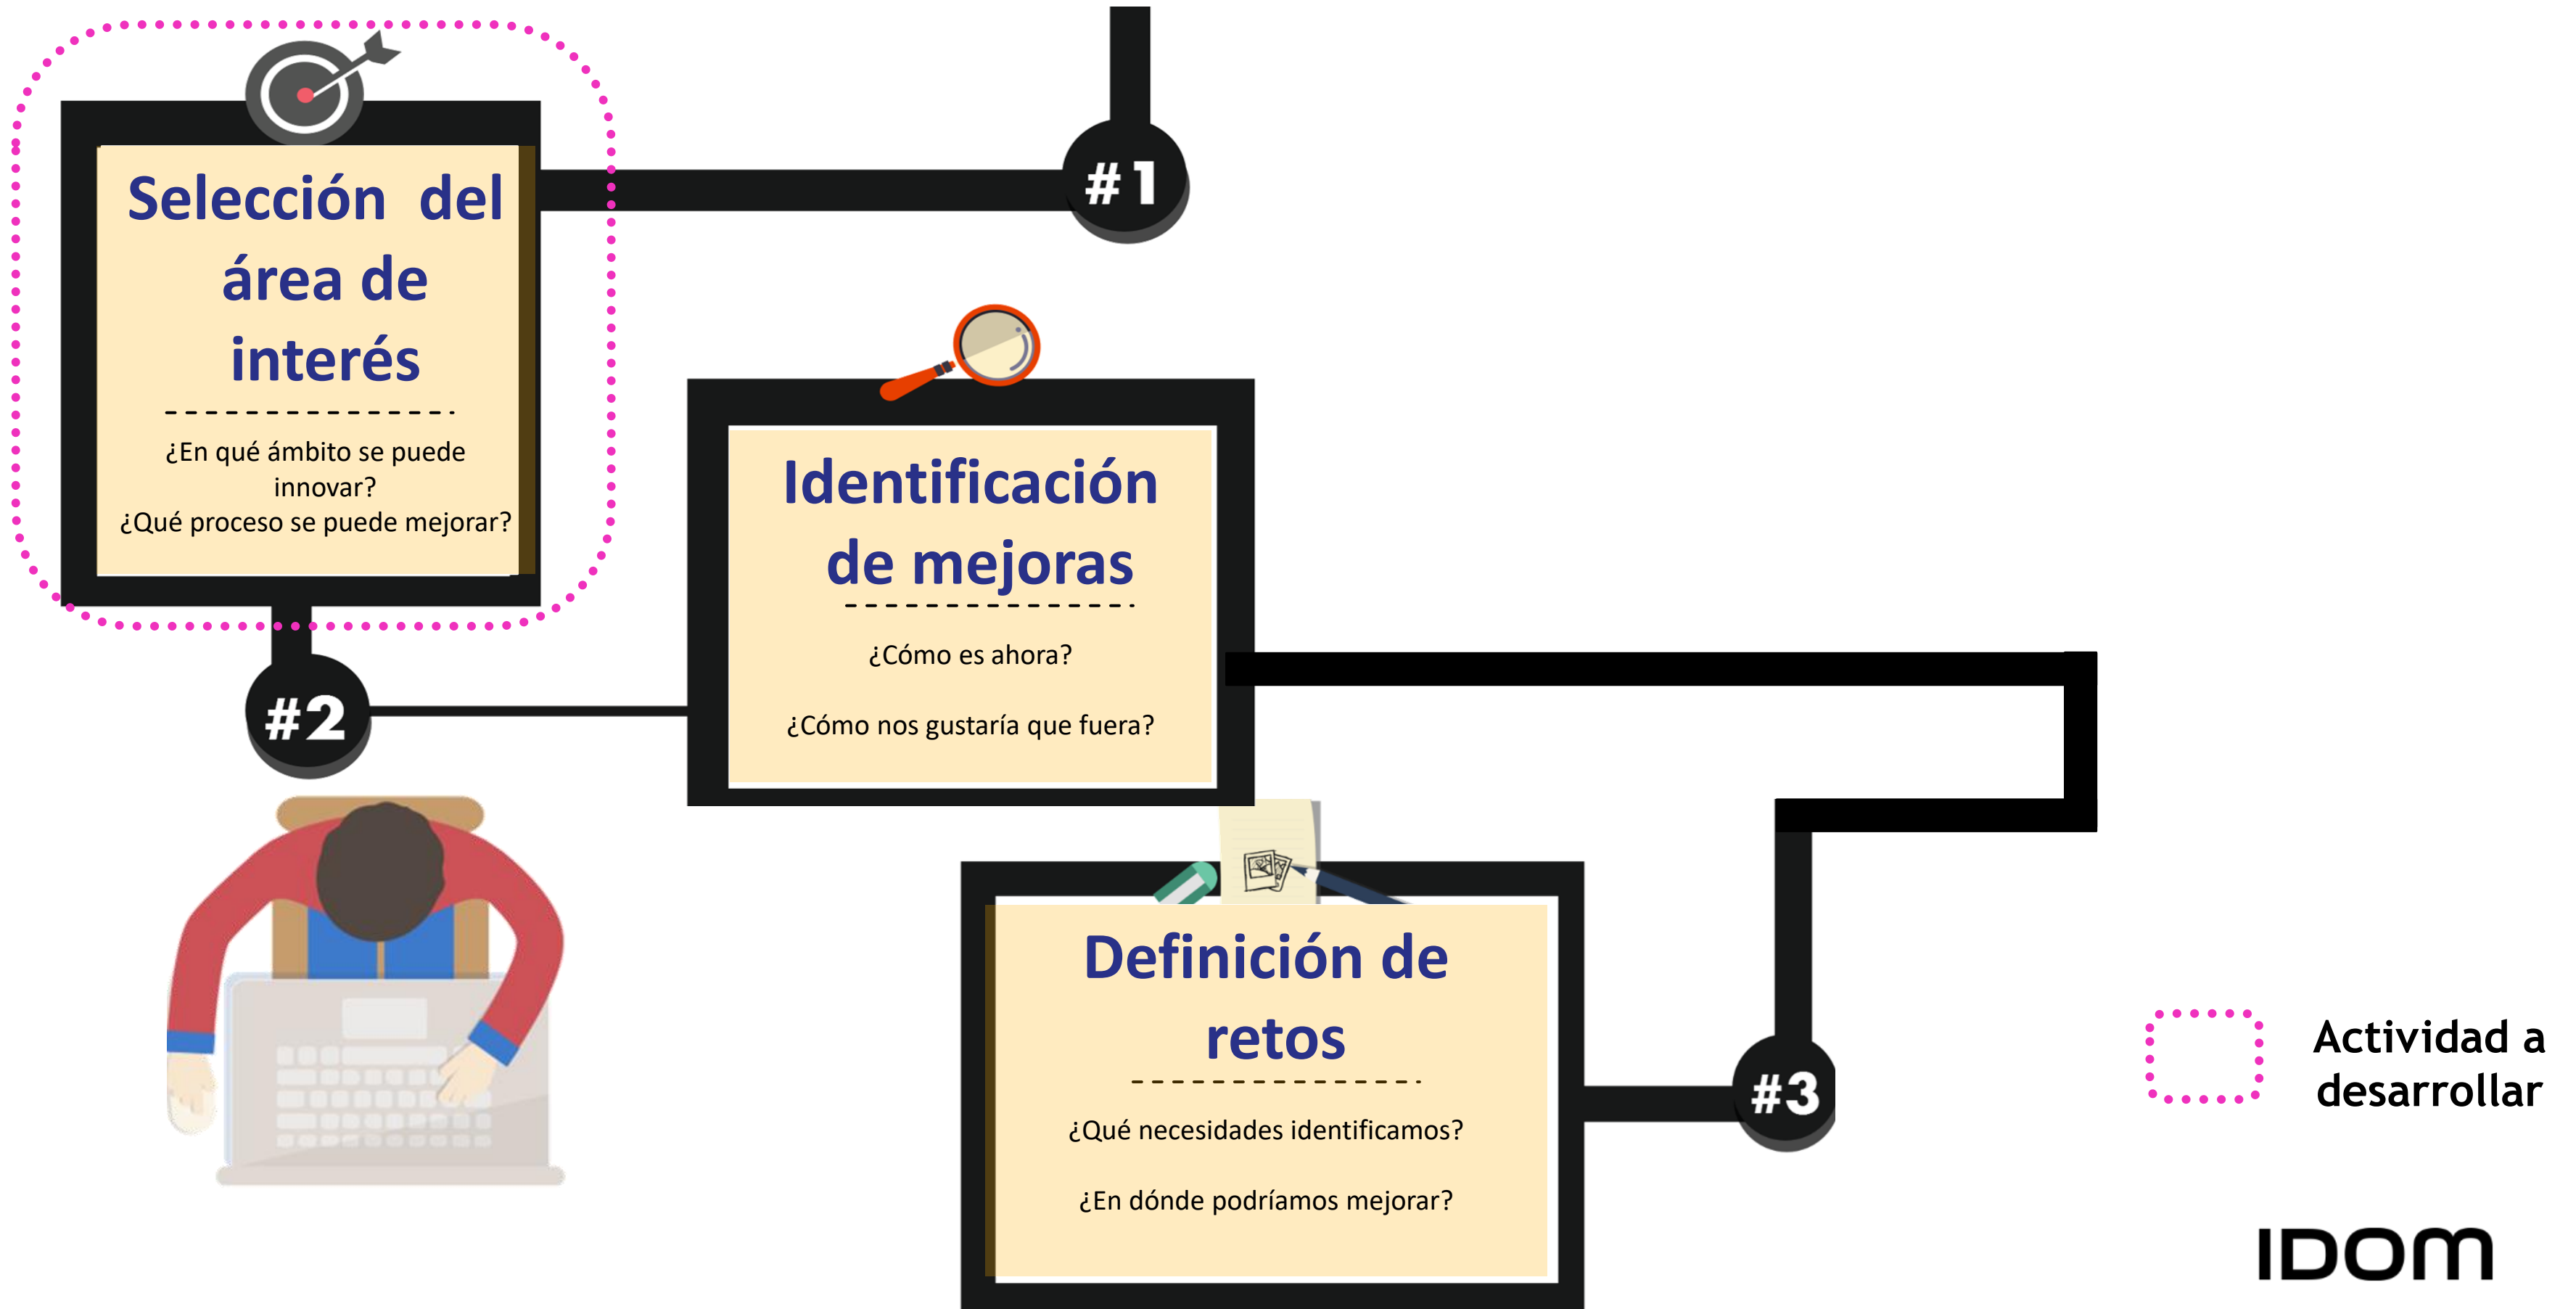 #1
Selección del
área de
interés
¿En qué ámbito se puede
innovar?
¿Qué proceso se puede mejorar?
#2
Identificación
de mejoras
¿Cómo es ahora?
¿Cómo nos gustaría que fuera?
#3
Definición de
retos
¿Qué necesidades identificamos?
¿En dónde podríamos mejorar?
Actividad a
desarrollar
IDOM